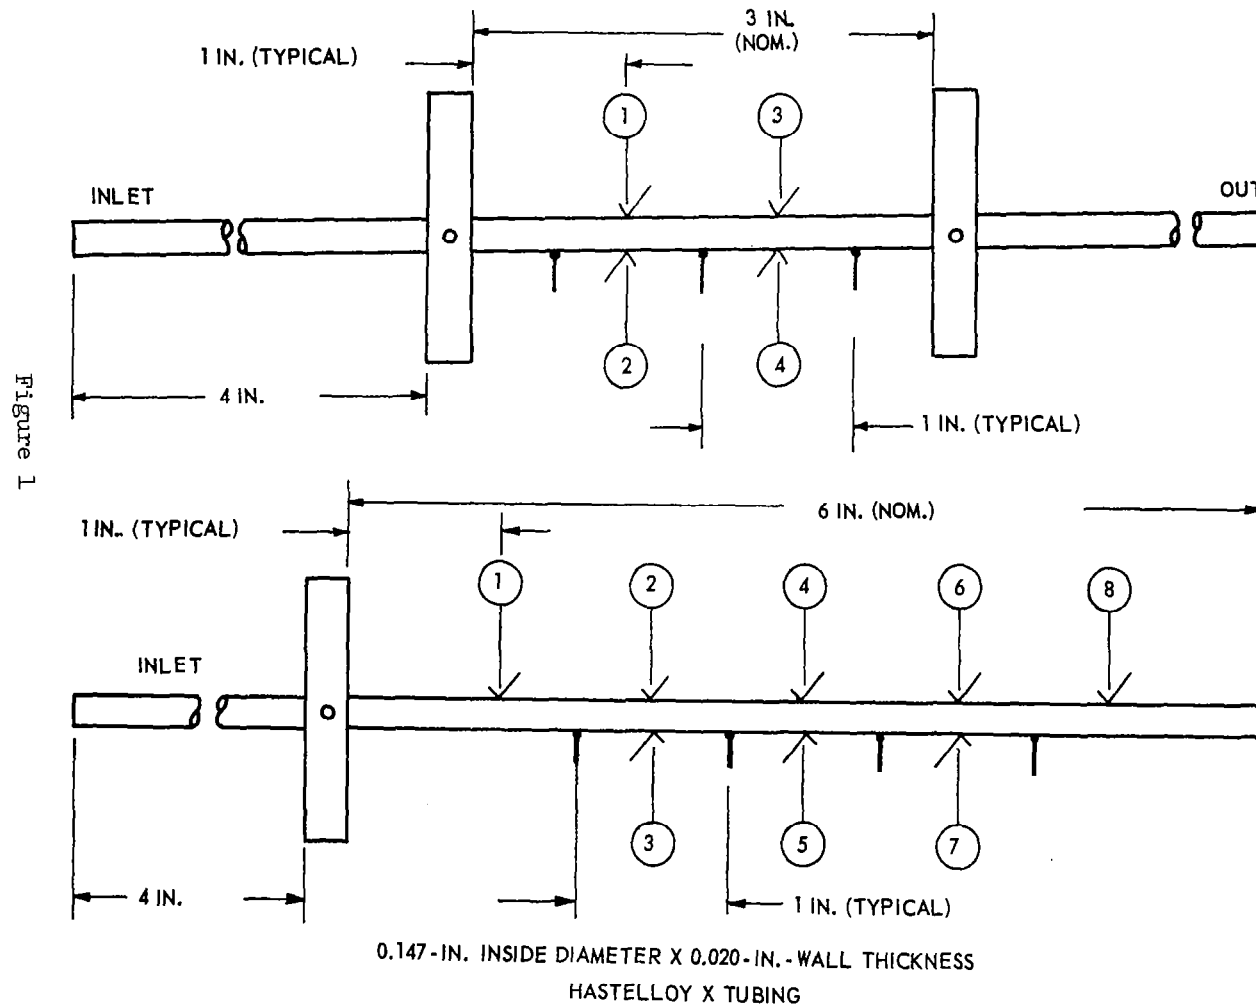 3 IN.
(NOM.)
1 IN. (TYPICAL)
1
3
INLET
OUT
2
4
4 IN.
1 IN. (TYPICAL)
Figure 1
1 IN.. (TYPICAL)
6 IN. (NOM.)
1
2
4
6
8
INLET
3
5
7
4 IN.
1 IN. (TYPICAL)
0.147-IN. INSIDE DIAMETER X 0.020-IN.-WALL THICKNESS
HASTELLOY X TUBING